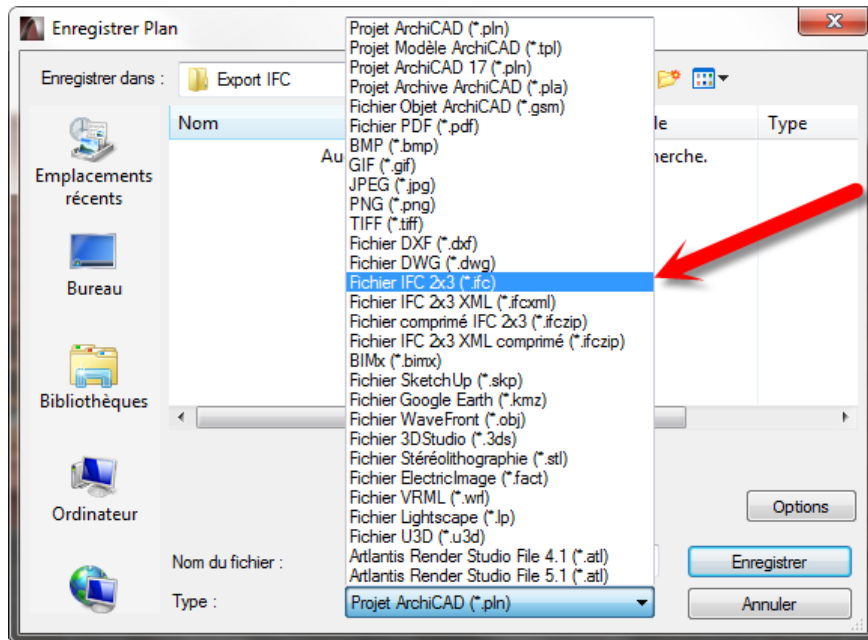 Enregistrer Plan
Enregistrer dans :
Export IFC
Nom
Type
Emplacements
récents
Bureau
Bibliothèques
Ordinateur
Projet ArchiCAD (*.pln)
Projet Modèle ArchiCAD (*.tpl)
Projet ArchiCAD 17 (*.pln)
Projet Archive ArchiCAD (*.pla)
Fichier Objet ArchiCAD (*.gsm)
Fichier PDF (*.pdf)
BMP (*.bmp)
GIF (*.gif)
JPEG (*.jpg)
PNG (*.png)
TIFF (*.tiff)
Fichier DXF (*.dxf)
Fichier DWG (*.dwg)
Fichier IFC 2x3 (*.ifc)
Fichier IFC 2x3 XML (*.ifcxml)
Fichier comprimé IFC 2x3 (*.ifczip)
Fichier IFC 2x3 XML comprimé (*.ifczip)
BIMx (*.bimx)
Fichier SketchUp (*.skp)
Fichier Google Earth (*.kmz)
Fichier WaveFront (*.obj)
Fichier 3DStudio (*.3ds)
Fichier Stéréolithographie (*.stl)
Fichier ElectricImage (*.fact)
Fichier VRML (*.wrl)
Fichier Lightscape (*.lp)
Fichier U3D (*.u3d)
Artlantis Render Studio File 4.1 (*.atl)
Artlantis Render Studio File 5.1 (*.atl)
Options
Nom du fichier :
Enregistrer
Type :
Projet ArchiCAD (*.pln)
Annuler